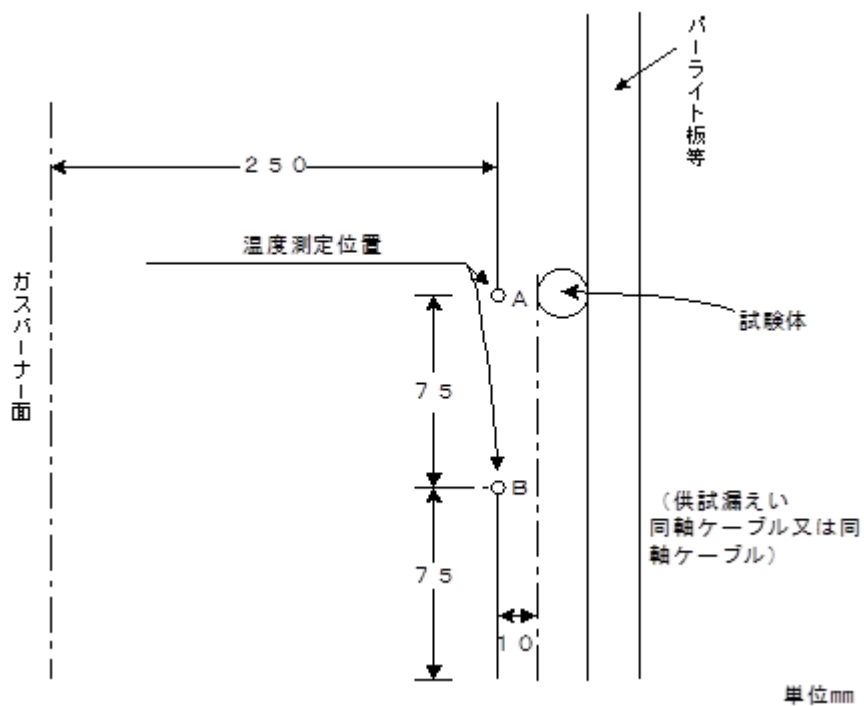 パーライト板等
250
温度測定位置
ガスバーナー面
A
試験体
75
B
(供試漏えい
同軸ケーブル又は同
軸ケーブル)
75
10
単位mm